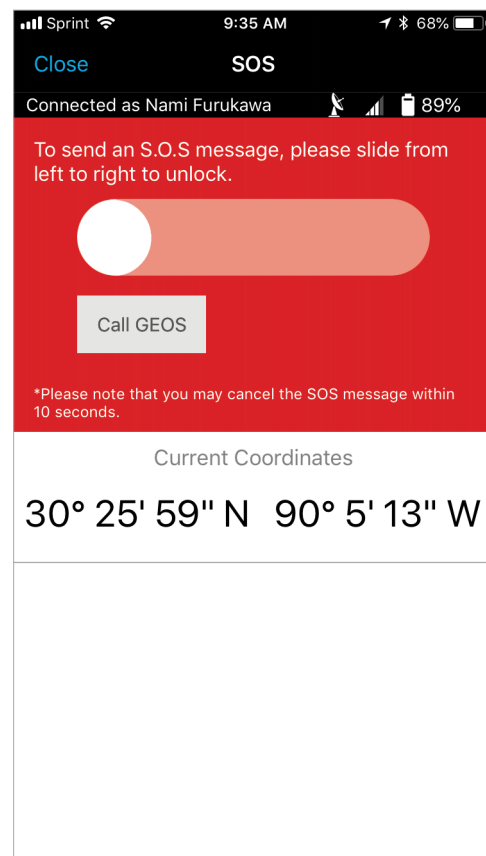 Sprint 9:35 AM 68%
Close SOS
Connected as Nami Furukawa 89%
To send an S.O.S message, please slide from
left to right to unlock.
Call GEOS
*Please note that you may cancel the SOS message within
10 seconds.
Current Coordinates
30° 25' 59" N 90° 5' 13" W